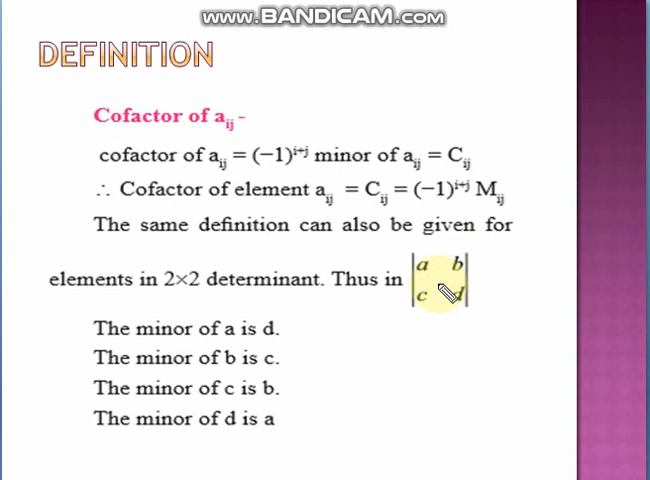 www.BANDICAM.com
DEFINITION
Cofactor of aij -
cofactor of aij = (−1)i+j minor of aij = Cij
∴ Cofactor of element aij = Cij = (−1)i+j Mij
The same definition can also be given for
elements in 2×2 determinant. Thus in |a b|
|c d|
The minor of a is d.
The minor of b is c.
The minor of c is b.
The minor of d is a